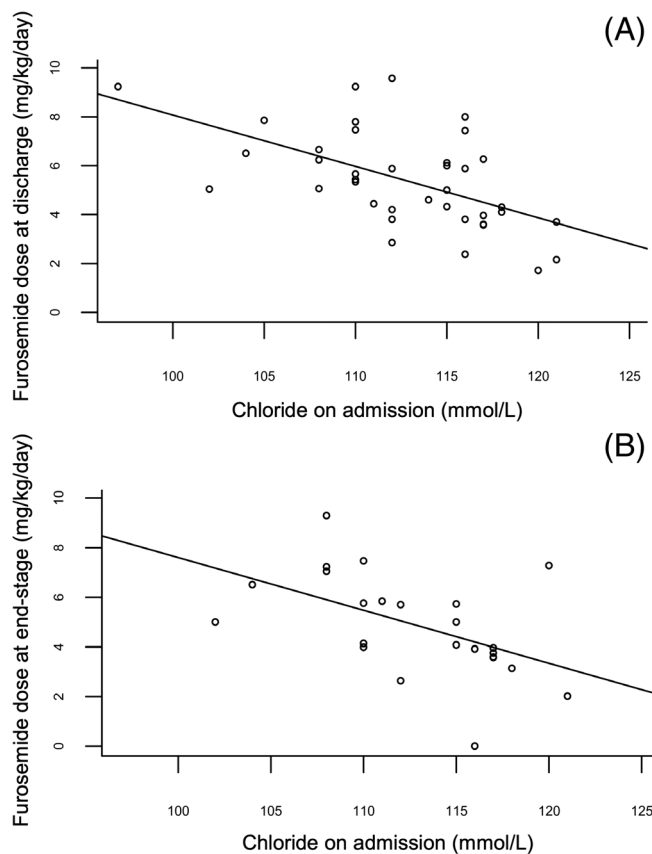 (A)
Furosemide dose at discharge (mg/kg/day)
10
8
6
4
2
0
100 105 110 115 120 125
Chloride on admission (mmol/L)
(B)
Furosemide dose at end-stage (mg/kg/day)
10
8
6
4
2
0
100 105 110 115 120 125
Chloride on admission (mmol/L)